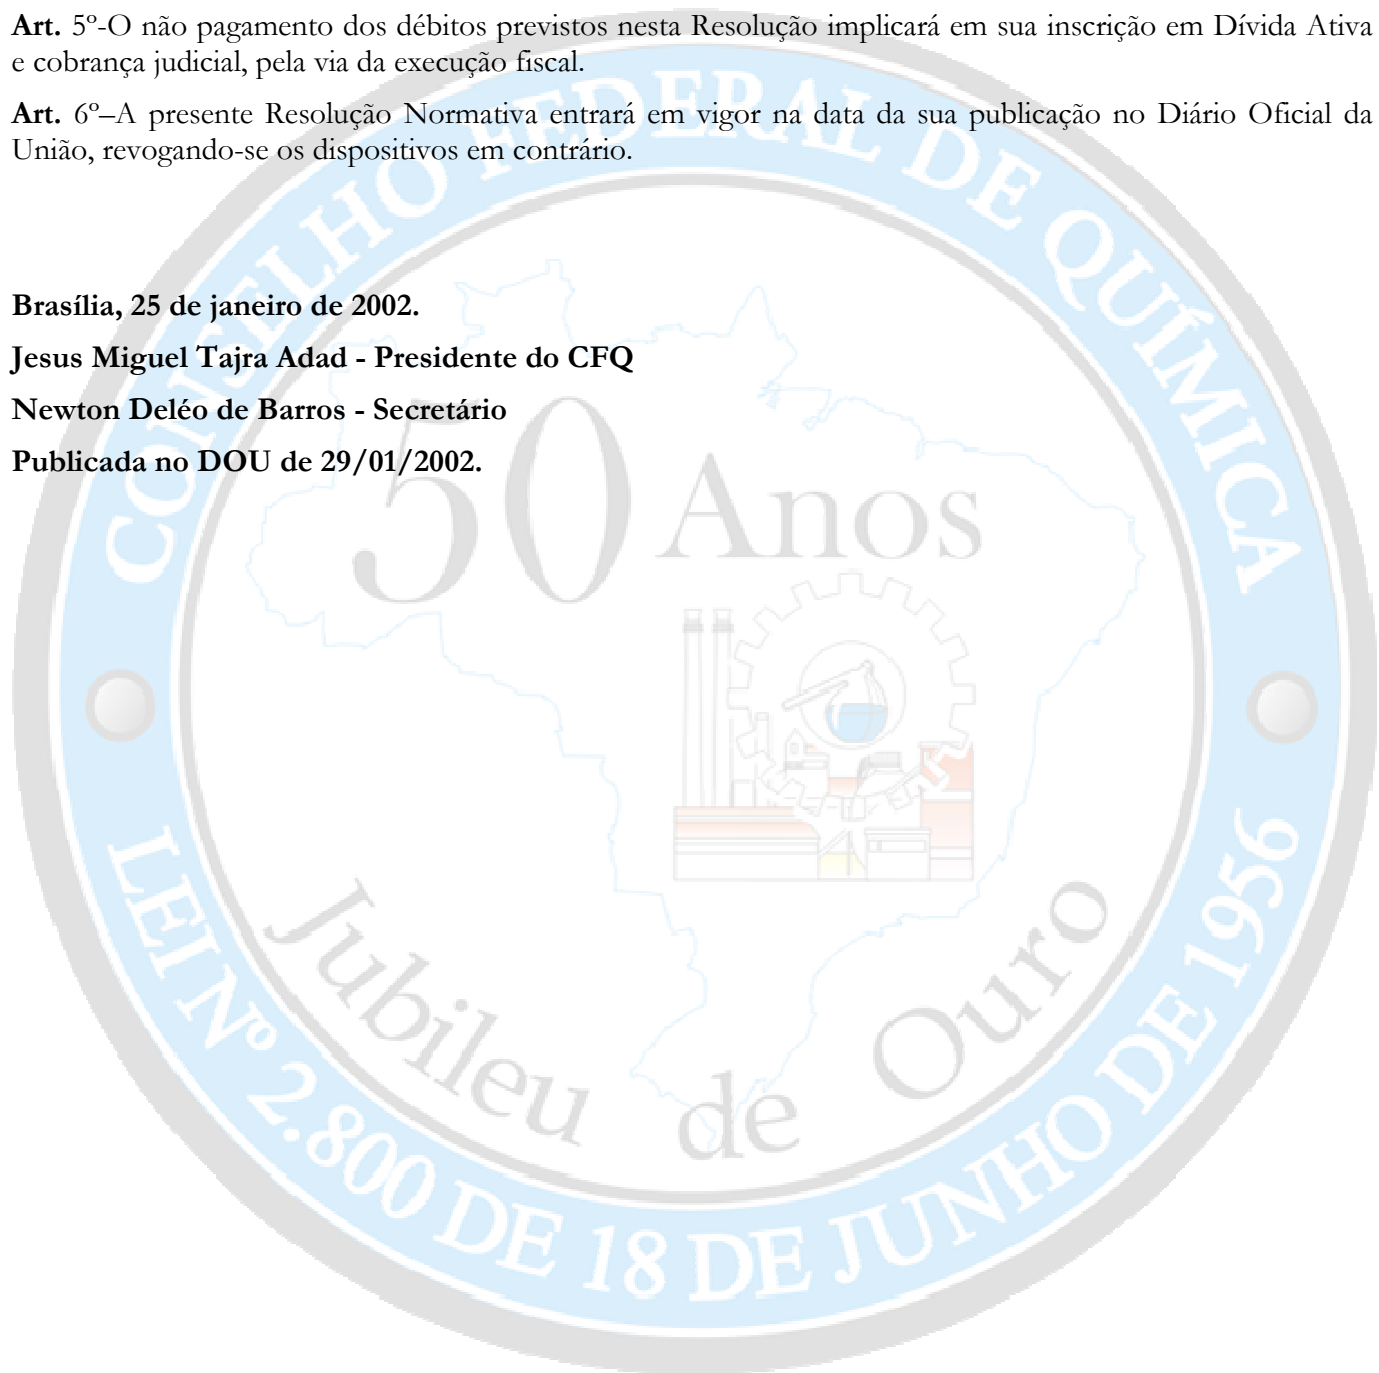 Art. 5º-O não pagamento dos débitos previstos nesta Resolução implicará em sua inscrição em Dívida Ativa
e cobrança judicial, pela via da execução fiscal.
Art. 6º–A presente Resolução Normativa entrará em vigor na data da sua publicação no Diário Oficial da
União, revogando-se os dispositivos em contrário.
Brasília, 25 de janeiro de 2002.
Jesus Miguel Tajra Adad - Presidente do CFQ
Newton Deléo de Barros - Secretário
Publicada no DOU de 29/01/2002.
CONSELHO FEDERAL DE QUÍMICA
50 Anos
Jubileu de Ouro
LEI Nº 2.800 DE 18 DE JUNHO DE 1956